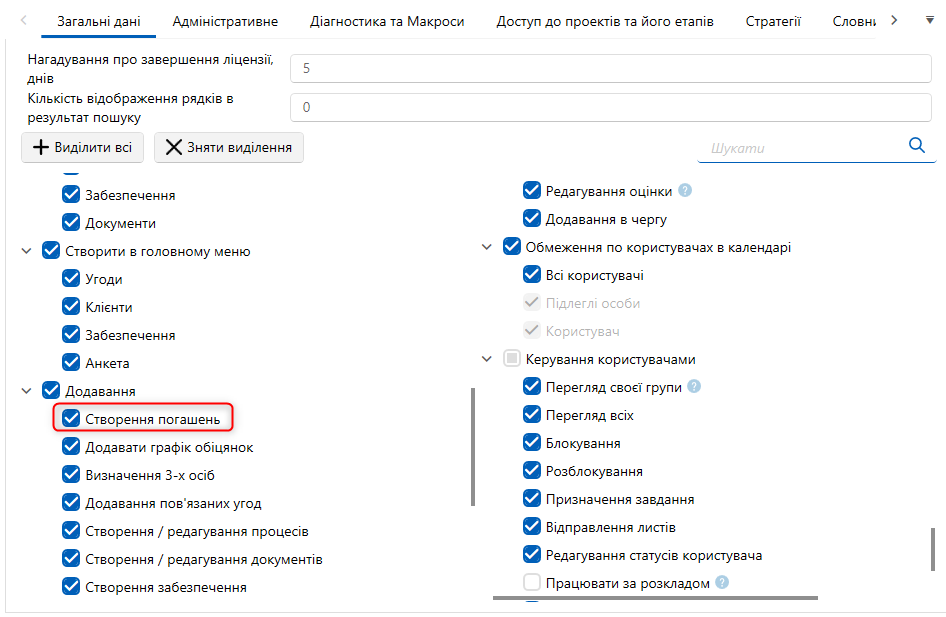 Загальні дані
Адміністративне
Діагностика та Макроси
Доступ до проектів та його етапів
Стратегії
Словни
Нагадування про завершення ліцензії,
днів
5
Кількість відображення рядків в
результат пошуку
0
Виділити всі
Зняти виділення
Шукати
Забезпечення
Документи
Створити в головному меню
Угоди
Клієнти
Забезпечення
Анкета
Додавання
Створення погашень
Додавати графік обіцянок
Визначення 3-х осіб
Додавання пов'язаних угод
Створення / редагування процесів
Створення / редагування документів
Створення забезпечення
Редагування оцінки ?
Додавання в чергу
Обмеження по користувачах в календарі
Всі користувачі
Підлеглі особи
Користувач
Керування користувачами
Перегляд своєї групи ?
Перегляд всіх
Блокування
Розблокування
Призначення завдання
Відправлення листів
Редагування статусів користувача
Працювати за розкладом ?